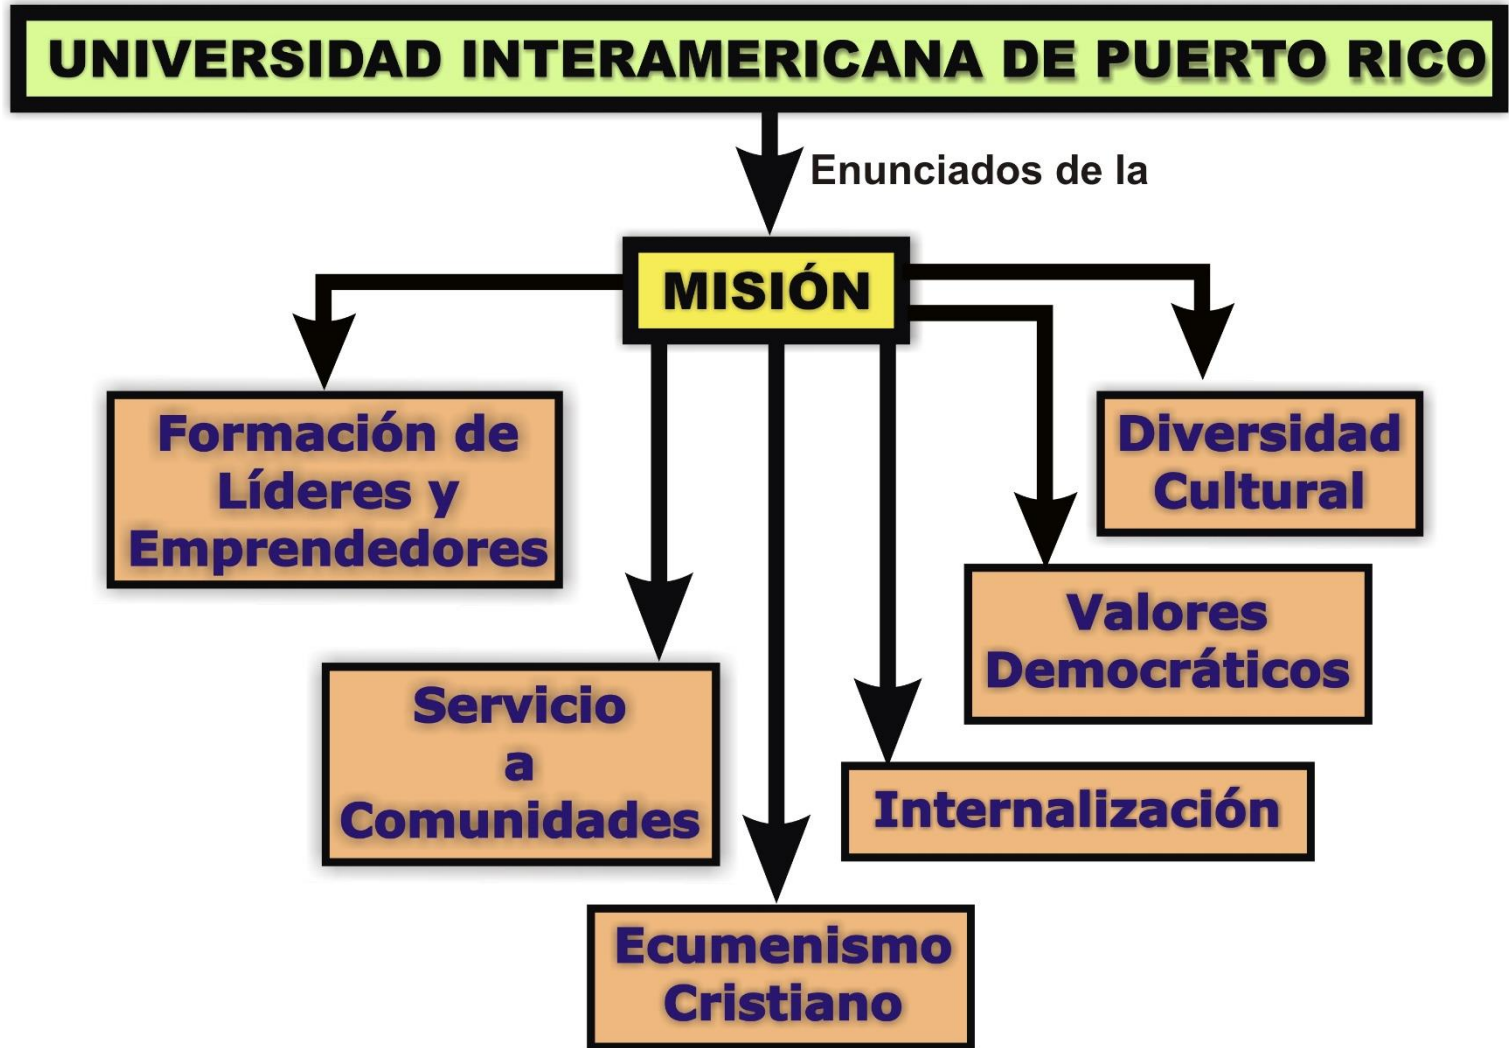 UNIVERSIDAD INTERAMERICANA DE PUERTO RICO
Enunciados de la
MISIÓN
Formación de
Líderes y
Emprendedores
Diversidad
Cultural
Valores
Democráticos
Servicio
a
Comunidades
Internalización
Ecumenismo
Cristiano